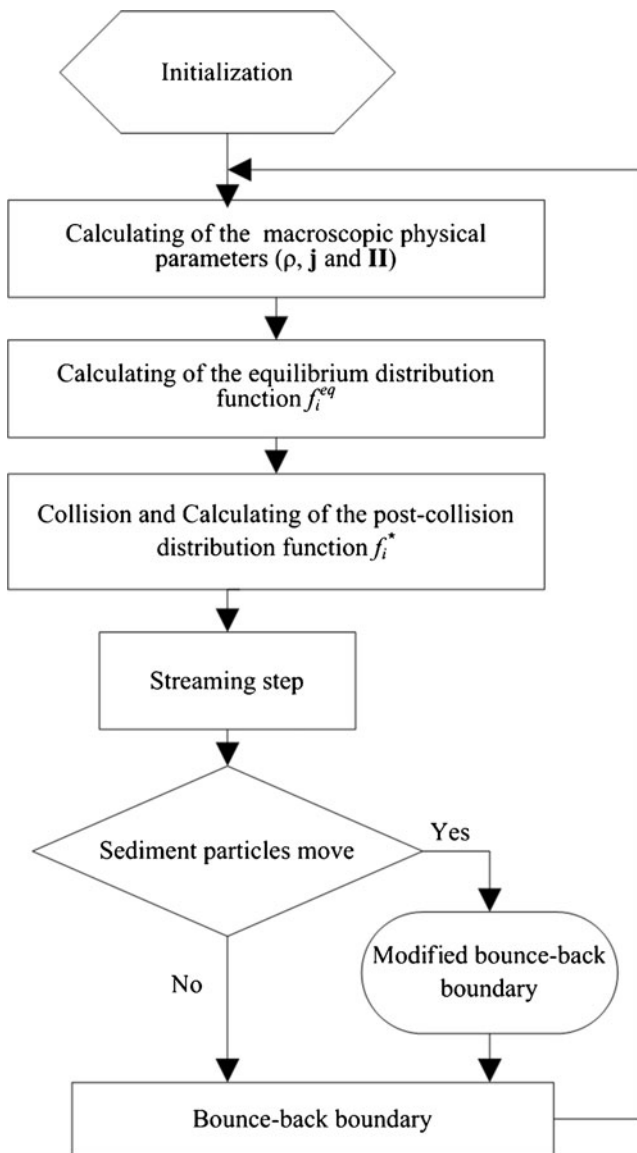 Initialization
Calculating of the macroscopic physical
parameters (ρ, j and II)
Calculating of the equilibrium distribution
function f_i^eq
Collision and Calculating of the post-collision
distribution function f_i^★
Streaming step
Sediment particles move
Yes
Modified bounce-back
boundary
No
Bounce-back boundary